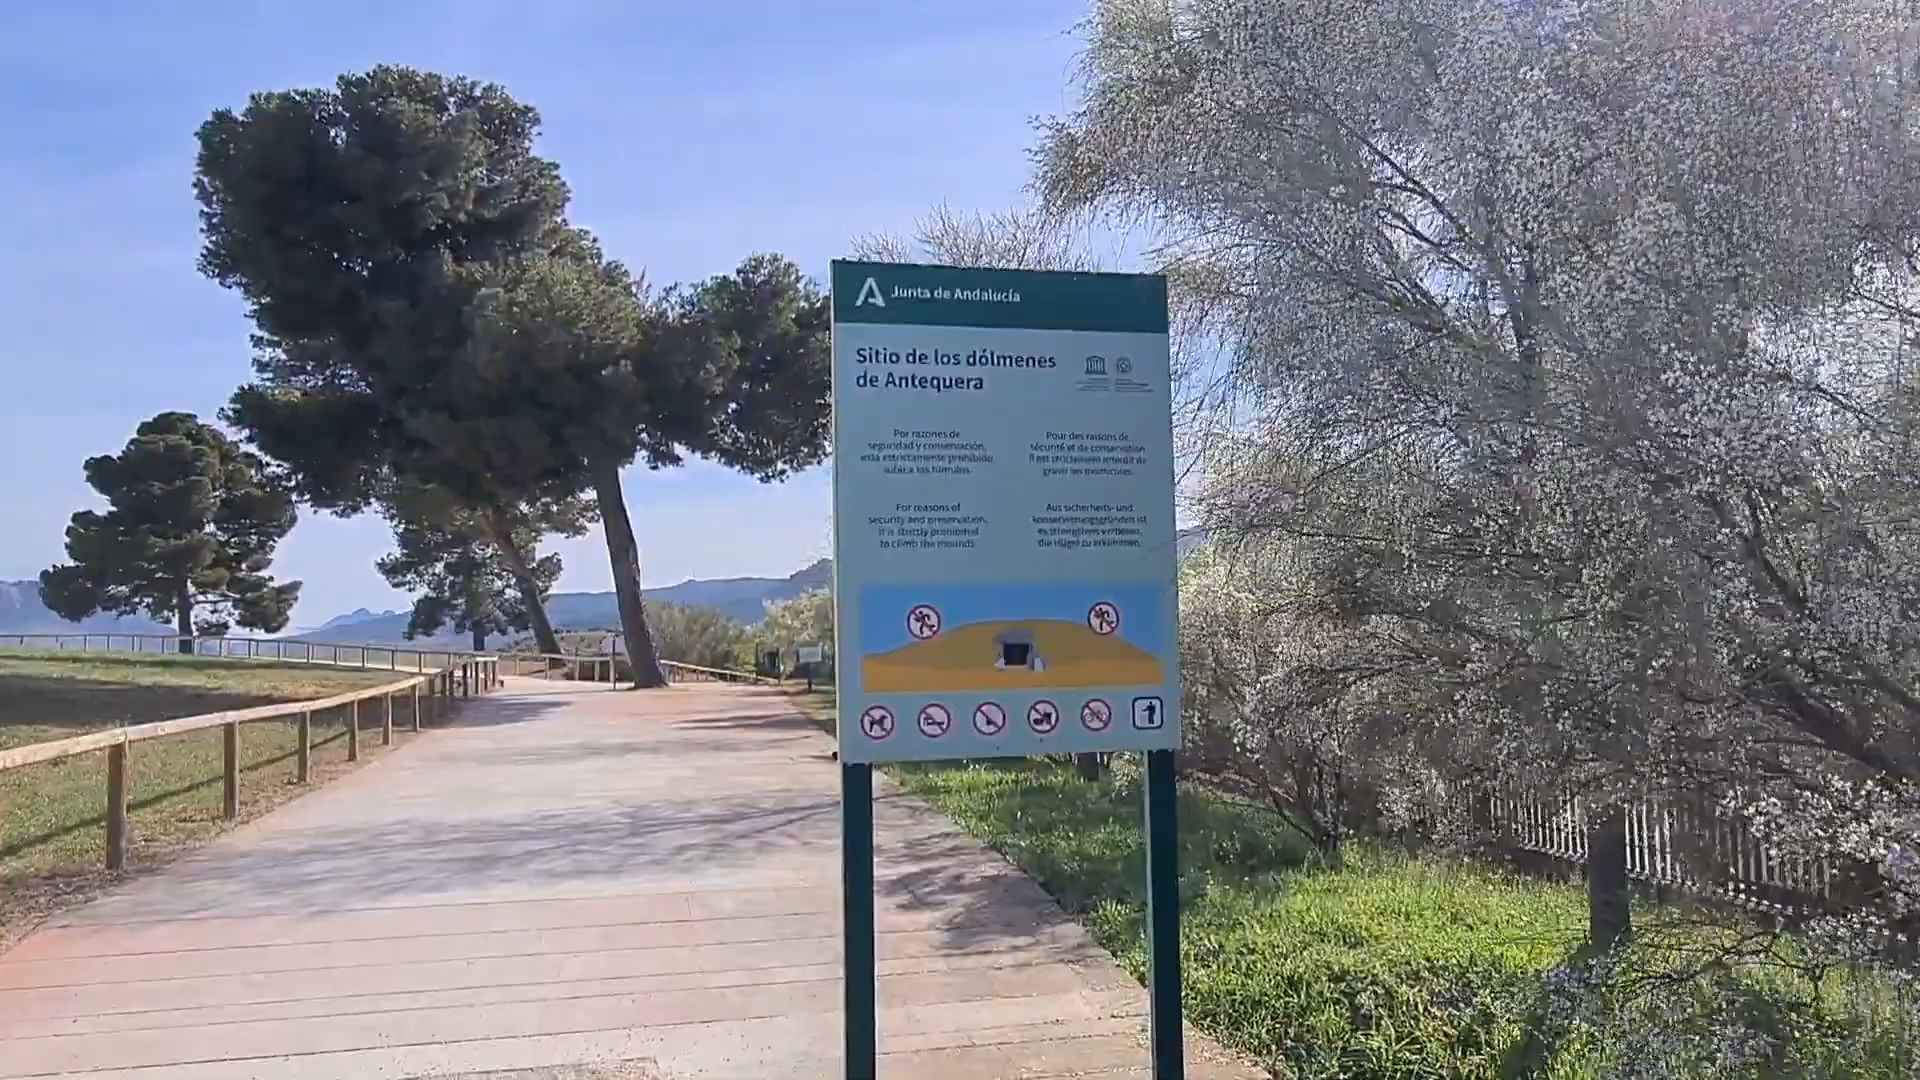 Junta de Andalucía
Sitio de los dólmenes
de Antequera
Por razones de
seguridad y conservación,
está estrictamente prohibido
subir a los túmulos.
Pour des raisons de
sécurité et de conservation
il est strictement interdit de
gravir les monticules.
For reasons of
security and preservation,
it is strictly prohibited
to climb the mounds.
Aus sicherheits- und
konservierungsgründen ist
es strengstens verboten,
die Hügel zu erklimmen.